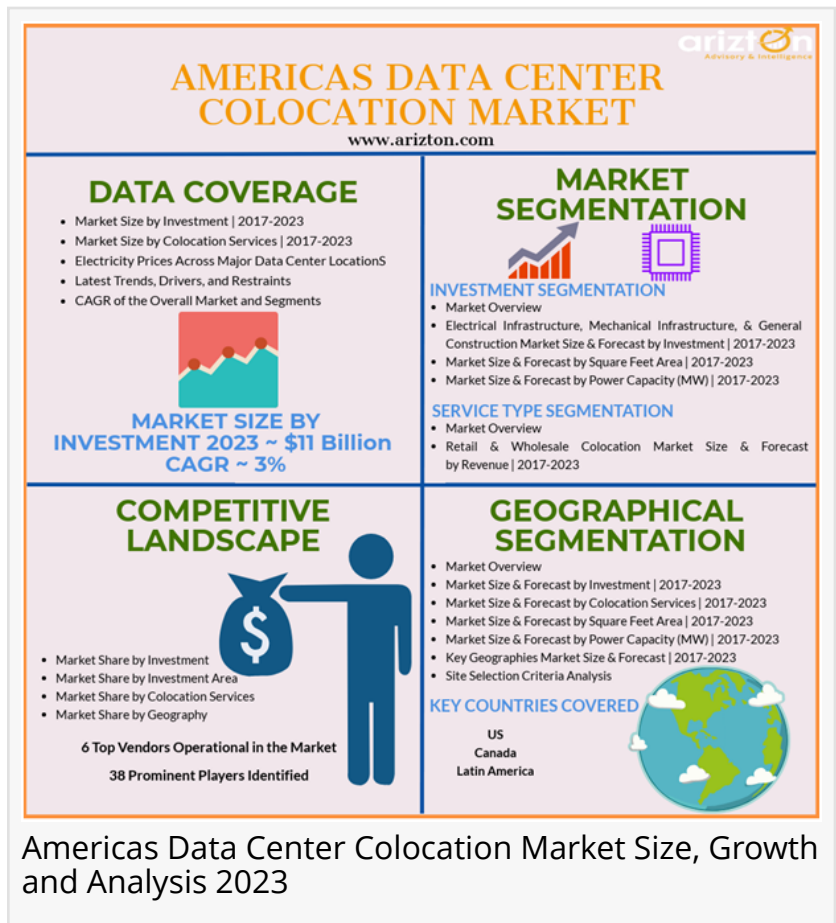 arizton
Advisory & Intelligence
AMERICAS DATA CENTER
COLOCATION MARKET
www.arizton.com
DATA COVERAGE
• Market Size by Investment | 2017-2023
• Market Size by Colocation Services | 2017-2023
• Electricity Prices Across Major Data Center LocationS
• Latest Trends, Drivers, and Restraints
• CAGR of the Overall Market and Segments
MARKET SIZE BY
INVESTMENT 2023 ~ $11 Billion
CAGR ~ 3%
MARKET
SEGMENTATION
INVESTMENT SEGMENTATION
• Market Overview
• Electrical Infrastructure, Mechanical Infrastructure, & General
Construction Market Size & Forecast by Investment | 2017-2023
• Market Size & Forecast by Square Feet Area | 2017-2023
• Market Size & Forecast by Power Capacity (MW) | 2017-2023
SERVICE TYPE SEGMENTATION
• Market Overview
• Retail & Wholesale Colocation Market Size & Forecast
by Revenue | 2017-2023
COMPETITIVE
LANDSCAPE
$
• Market Share by Investment
• Market Share by Investment Area
• Market Share by Colocation Services
• Market Share by Geography
6 Top Vendors Operational in the Market
38 Prominent Players Identified
GEOGRAPHICAL
SEGMENTATION
• Market Overview
• Market Size & Forecast by Investment | 2017-2023
• Market Size & Forecast by Colocation Services | 2017-2023
• Market Size & Forecast by Square Feet Area | 2017-2023
• Market Size & Forecast by Power Capacity (MW) | 2017-2023
• Key Geographies Market Size & Forecast | 2017-2023
• Site Selection Criteria Analysis
KEY COUNTRIES COVERED
US
Canada
Latin America
Americas Data Center Colocation Market Size, Growth
and Analysis 2023